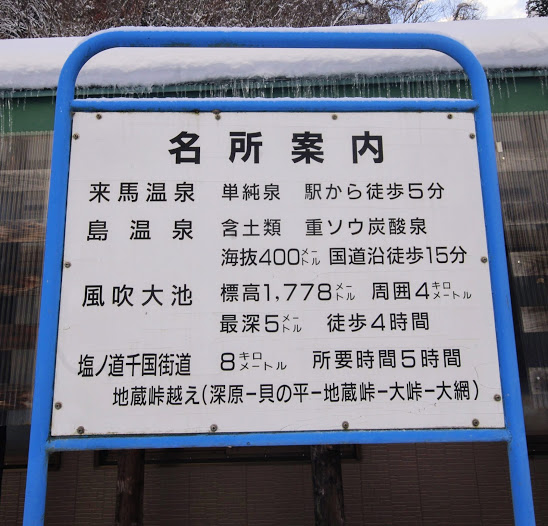 名所案内
来馬温泉 単純泉 駅から徒歩5分
島温泉 含土類 重ソウ炭酸泉
海抜400メートル 国道沿徒歩15分
風吹大池 標高1,778メートル 周囲4キロメートル
最深5メートル 徒歩4時間
塩ノ道千国街道 8キロメートル 所要時間5時間
地蔵峠越え(深原−貝の平−地蔵峠−大峠−大網)